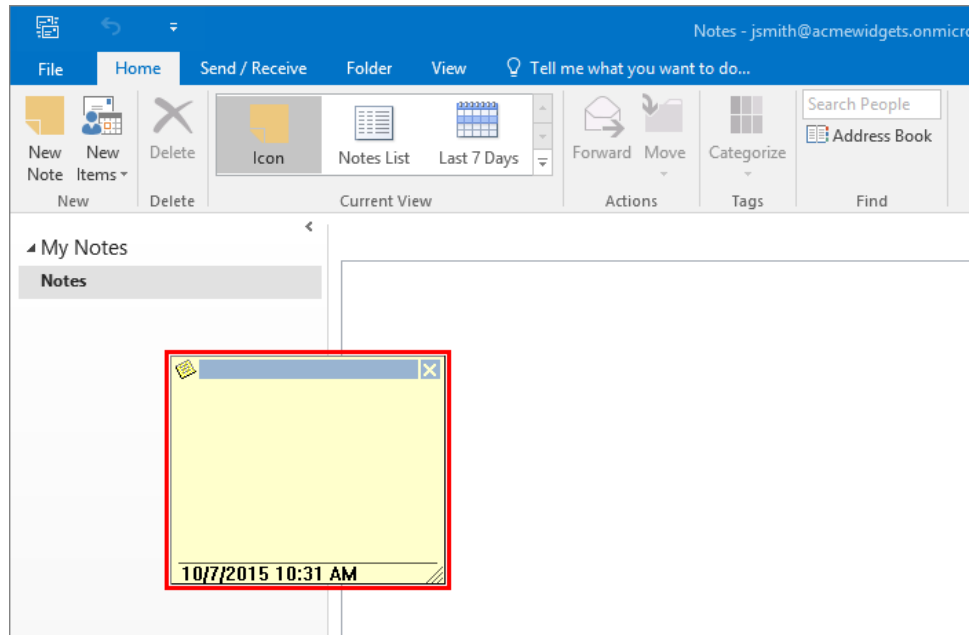 Notes - jsmith@acmewidgets.onmicro
File Home Send / Receive Folder View Tell me what you want to do...
Search People
Address Book
New Note
New Items
Delete
Icon
Notes List
Last 7 Days
Forward
Move
Categorize
New Delete Current View Actions Tags Find
My Notes
Notes
10/7/2015 10:31 AM